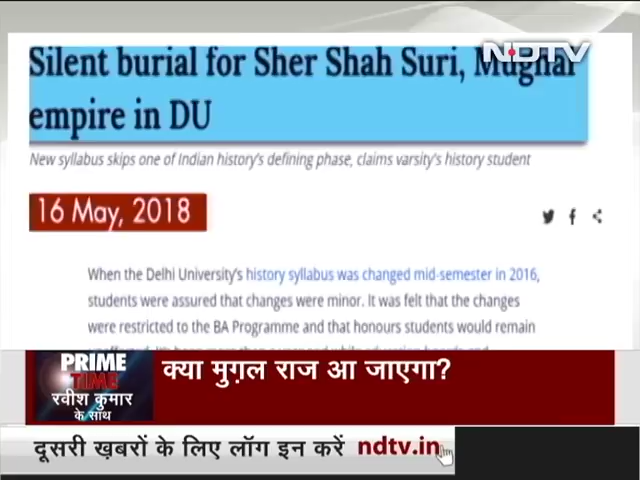 NDTV
Silent burial for Sher Shah Suri, Mughal
empire in DU
New syllabus skips one of Indian history's defining phase, claims varsity's history student
16 May, 2018
When the Delhi University's history syllabus was changed mid-semester in 2016,
students were assured that changes were minor. It was felt that the changes
were restricted to the BA Programme and that honours students would remain
PRIME
TIME
रवीश कुमार
के साथ
क्या मुग़ल राज आ जाएगा?
दूसरी ख़बरों के लिए लॉग इन करें ndtv.in